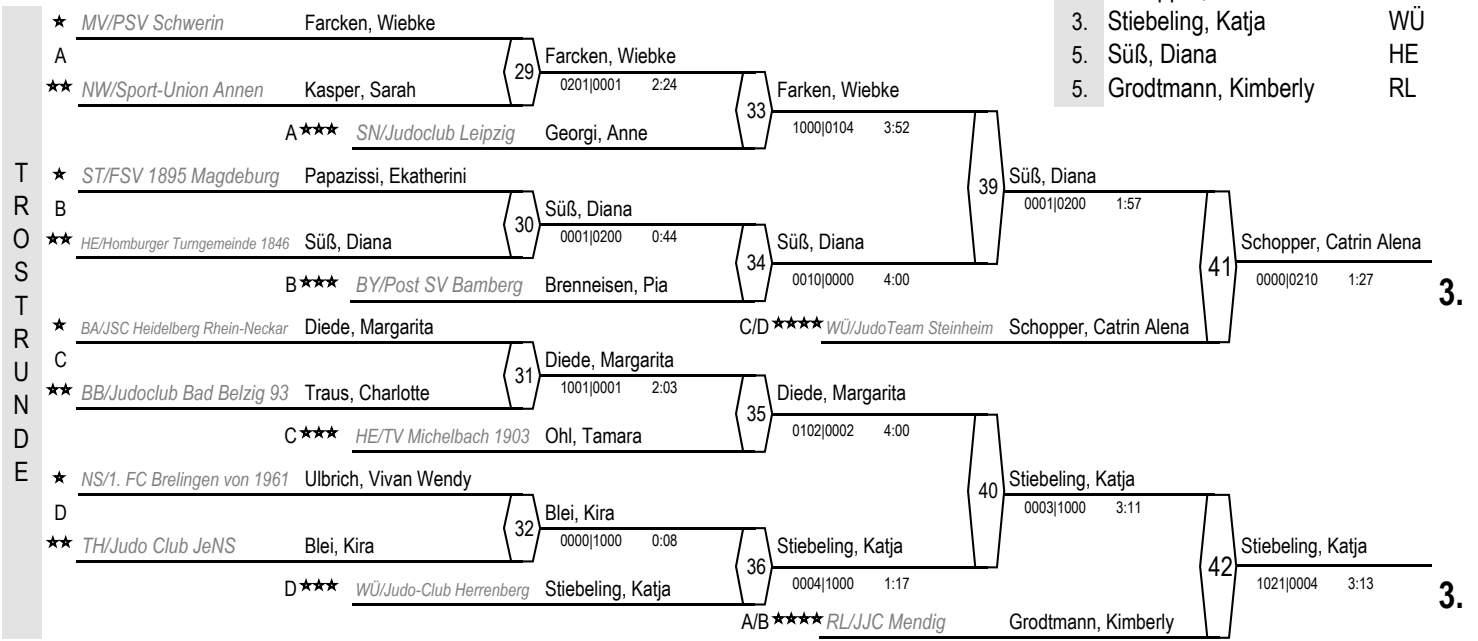 3. Stiebeling, Katja WÜ
5. Süß, Diana HE
5. Grodtmann, Kimberly RL
TROSTRUNDE
★ MV/PSV Schwerin Farcken, Wiebke
A
29 Farcken, Wiebke
0201|0001 2:24
★★ NW/Sport-Union Annen Kasper, Sarah
33 Farken, Wiebke
1000|0104 3:52
A★★★ SN/Judoclub Leipzig Georgi, Anne
★ ST/FSV 1895 Magdeburg Papazissi, Ekatherini
39 Süß, Diana
0001|0200 1:57
B
30 Süß, Diana
0001|0200 0:44
★★ HE/Homburger Turngemeinde 1846 Süß, Diana
34 Süß, Diana
0010|0000 4:00
41 Schopper, Catrin Alena
0000|0210 1:27
3.
B★★★ BY/Post SV Bamberg Brenneisen, Pia
★ BA/JSC Heidelberg Rhein-Neckar Diede, Margarita
C/D★★★★ WÜ/JudoTeam Steinheim Schopper, Catrin Alena
C
31 Diede, Margarita
1001|0001 2:03
★★ BB/Judoclub Bad Belzig 93 Traus, Charlotte
35 Diede, Margarita
0102|0002 4:00
C★★★ HE/TV Michelbach 1903 Ohl, Tamara
★ NS/1. FC Brelingen von 1961 Ulbrich, Vivan Wendy
40 Stiebeling, Katja
0003|1000 3:11
D
32 Blei, Kira
0000|1000 0:08
★★ TH/Judo Club JeNS Blei, Kira
36 Stiebeling, Katja
0004|1000 1:17
42 Stiebeling, Katja
1021|0004 3:13
3.
D★★★ WÜ/Judo-Club Herrenberg Stiebeling, Katja
A/B★★★★ RL/JJC Mendig Grodtmann, Kimberly